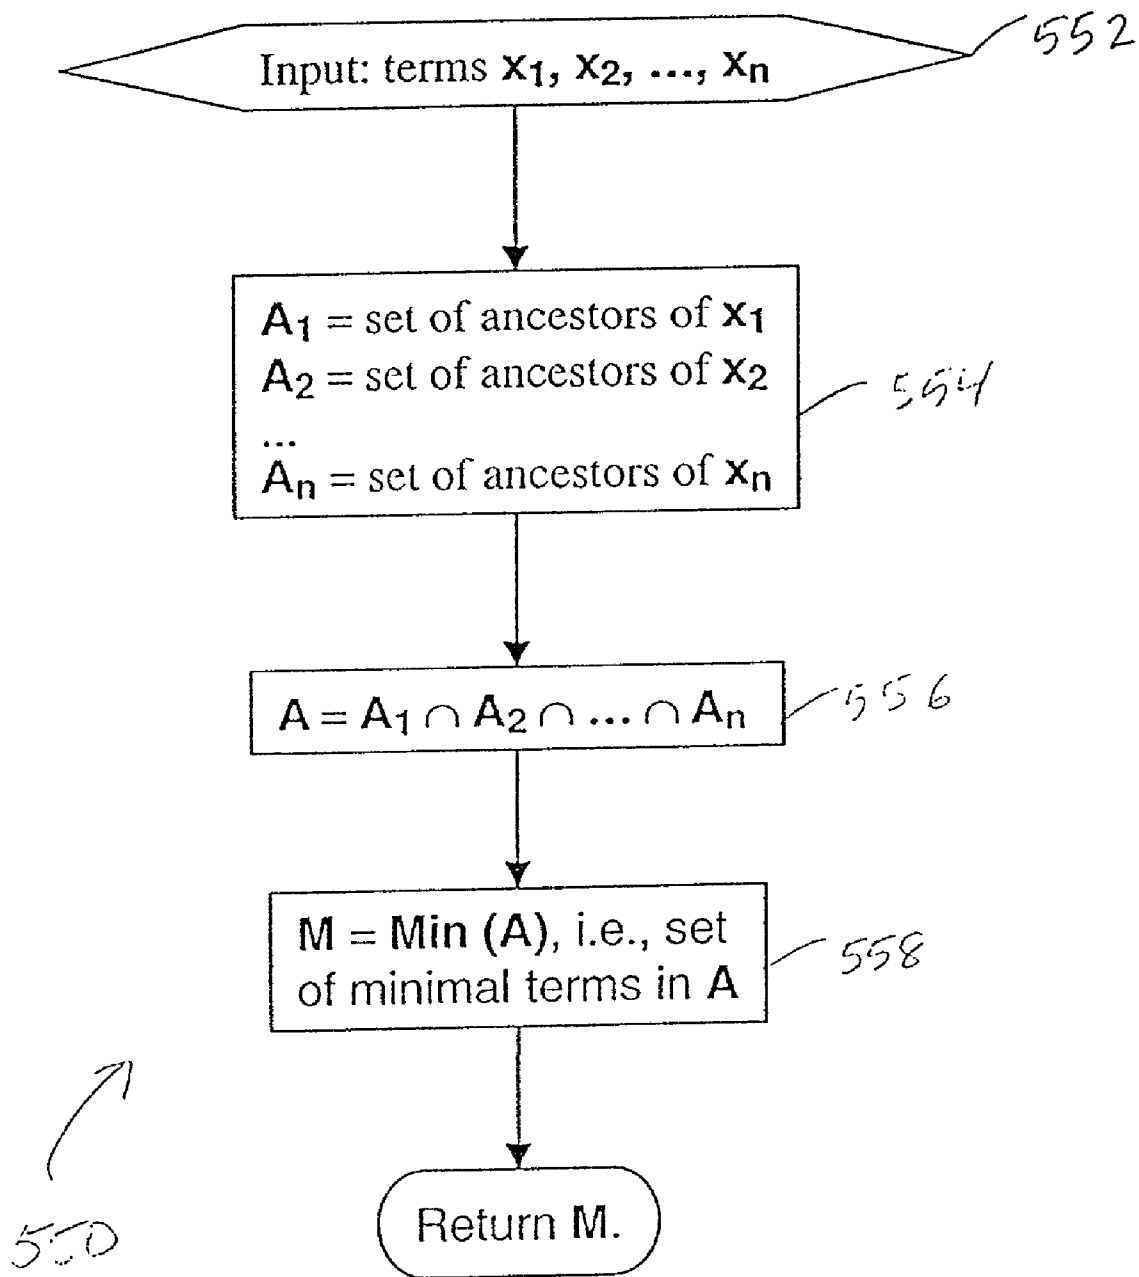 552
Input: terms x₁, x₂, ..., xₙ
A₁ = set of ancestors of x₁
A₂ = set of ancestors of x₂
...
Aₙ = set of ancestors of xₙ
554
A = A₁ ∩ A₂ ∩ ... ∩ Aₙ
556
M = Min (A), i.e., set
of minimal terms in A
558
Return M.
550